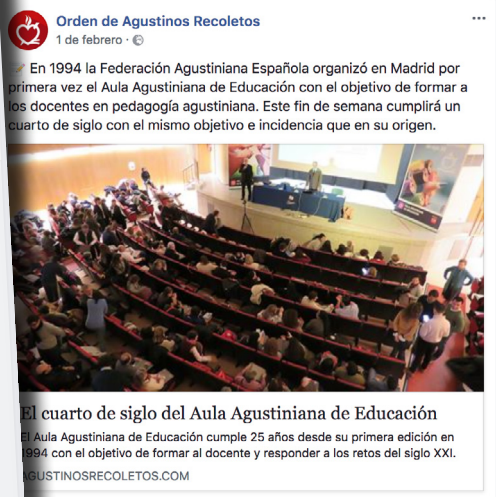 Orden de Agustinos Recoletos
1 de febrero ·
En 1994 la Federación Agustiniana Española organizó en Madrid por
primera vez el Aula Agustiniana de Educación con el objetivo de formar a
los docentes en pedagogía agustiniana. Este fin de semana cumplirá un
cuarto de siglo con el mismo objetivo e incidencia que en su origen.
El cuarto de siglo del Aula Agustiniana de Educación
El Aula Agustiniana de Educación cumple 25 años desde su primera edición en
1994 con el objetivo de formar al docente y responder a los retos del siglo XXI.
AGUSTINOSRECOLETOS.COM